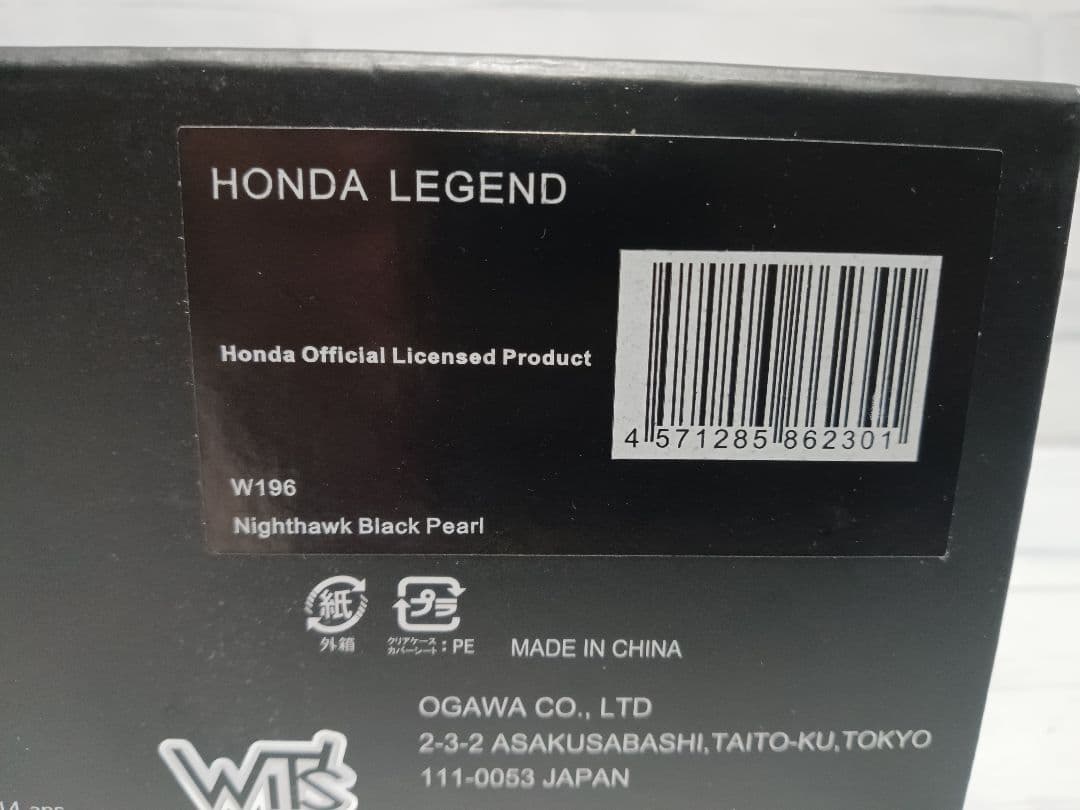 HONDA LEGEND
Honda Official Licensed Product
4 571285 862301
W196
Nighthawk Black Pearl
紙
外箱
プラ
クリアケース
カバーシート:PE
MADE IN CHINA
OGAWA CO., LTD
2-3-2 ASAKUSABASHI,TAITO-KU,TOKYO
111-0053 JAPAN
WIT'S